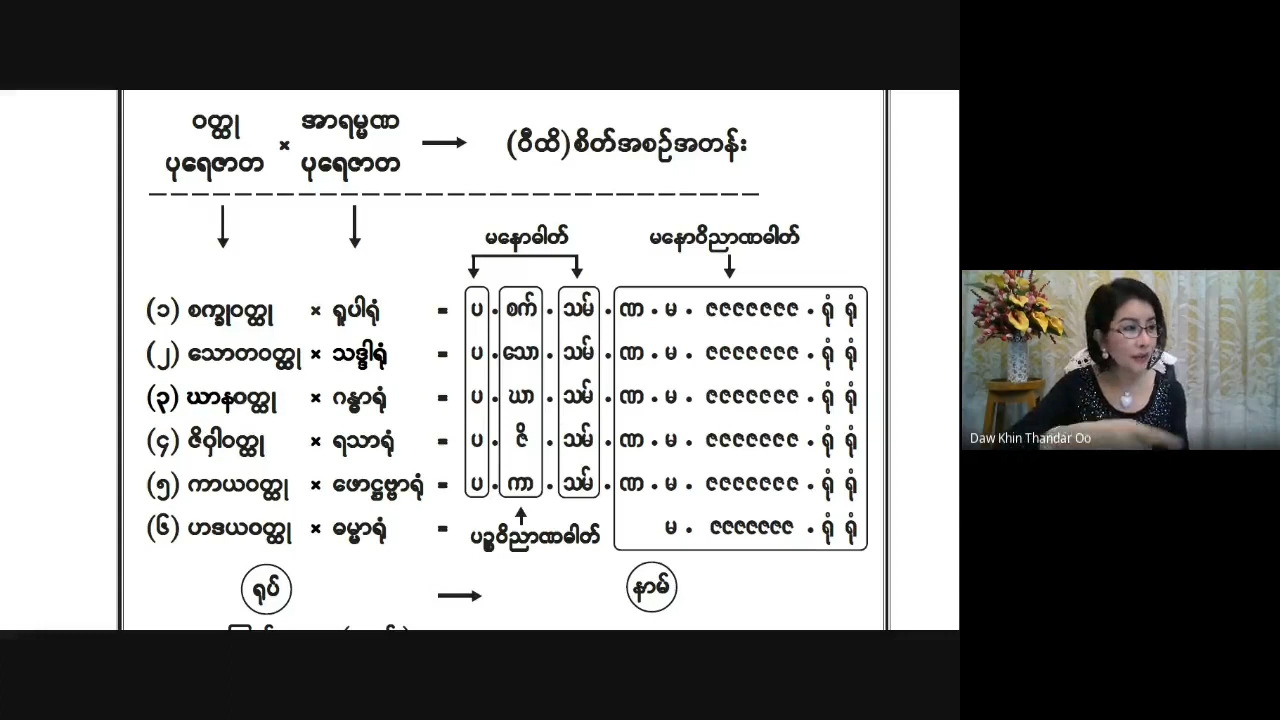 ဝတ္ထု အာရမ္မဏ
ပုရေဇာတ × ပုရေဇာတ → (ဝီထိ) စိတ်အစဉ်အတန်း
မနောဓါတ် မနောဝိညာဏဓါတ်
(၁) စက္ခုဝတ္ထု × ရူပါရုံ = ပ . စက် . သမ် . ဏ . မ . ဇဇဇဇဇဇဇ . ရုံ ရုံ
(၂) သောတဝတ္ထု × သဒ္ဒါရုံ = ပ . သော . သမ် . ဏ . မ . ဇဇဇဇဇဇဇ . ရုံ ရုံ
(၃) ဃာနဝတ္ထု × ဂန္ဓာရုံ = ပ . ဃာ . သမ် . ဏ . မ . ဇဇဇဇဇဇဇ . ရုံ ရုံ
(၄) ဇိဝှါဝတ္ထု × ရသာရုံ = ပ . ဇိ . သမ် . ဏ . မ . ဇဇဇဇဇဇဇ . ရုံ ရုံ
(၅) ကာယဝတ္ထု × ဖောဋ္ဌဗ္ဗာရုံ = ပ . ကာ . သမ် . ဏ . မ . ဇဇဇဇဇဇဇ . ရုံ ရုံ
(၆) ဟဒယဝတ္ထု × ဓမ္မာရုံ = မ . ဇဇဇဇဇဇဇ . ရုံ ရုံ
ပဉ္စဝိညာဏဓါတ်
ရုပ် → နာမ်
Daw Khin Thandar Oo